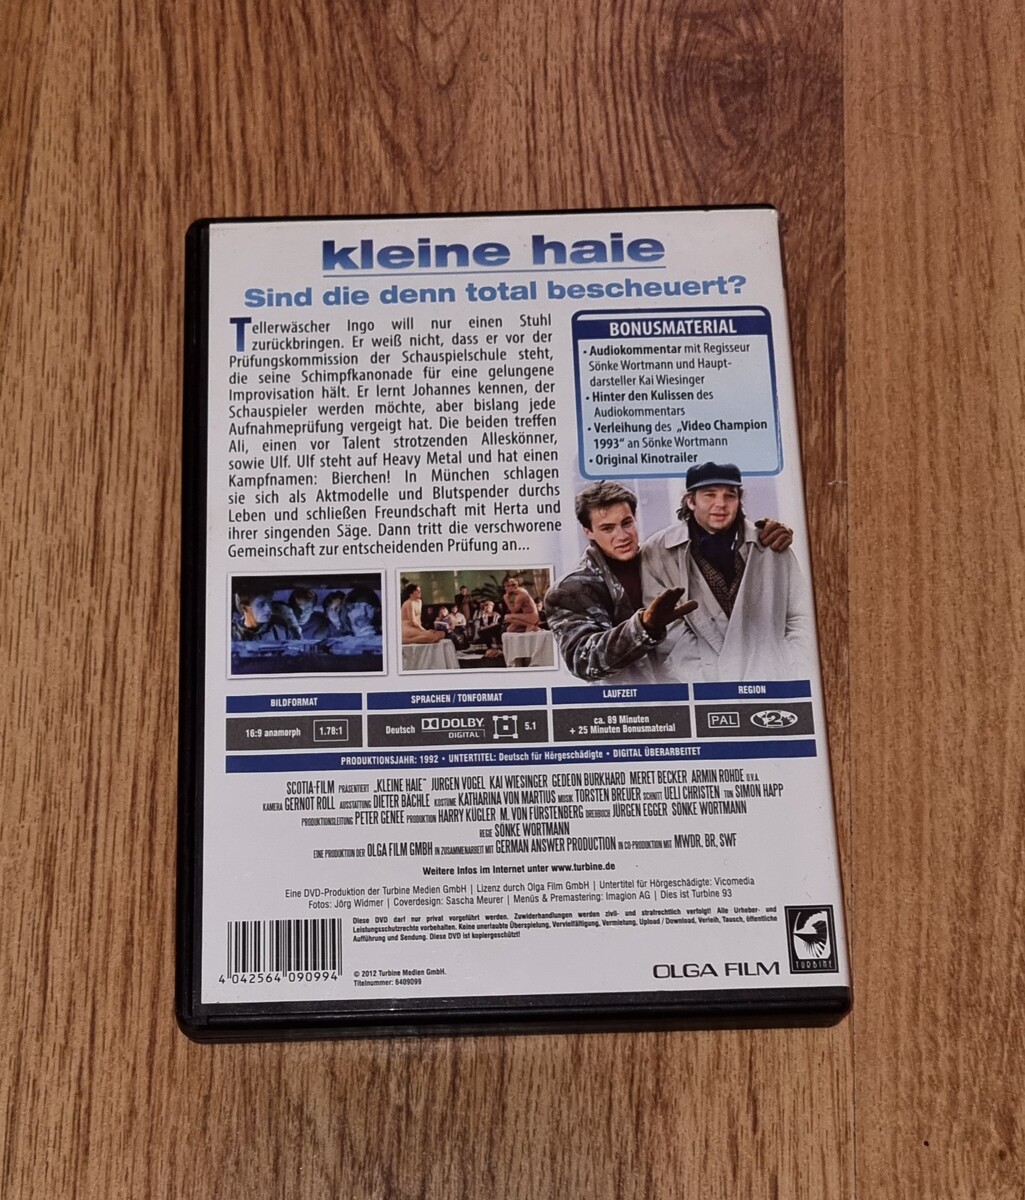 kleine haie
Sind die denn total bescheuert?
Tellerwäscher Ingo will nur einen Stuhl
zurückbringen. Er weiß nicht, dass er vor der
Prüfungskommission der Schauspielschule steht,
die seine Schimpfkanonade für eine gelungene
Improvisation hält. Er lernt Johannes kennen, der
Schauspieler werden möchte, aber bislang jede
Aufnahmeprüfung vergeigt hat. Die beiden treffen
Ali, einen vor Talent strotzenden Alleskönner,
sowie Ulf. Ulf steht auf Heavy Metal und hat einen
Kampfnamen: Bierchen! In München schlagen
sie sich als Aktmodelle und Blutspender durchs
Leben und schließen Freundschaft mit Herta und
ihrer singenden Säge. Dann tritt die verschworene
Gemeinschaft zur entscheidenden Prüfung an...
BONUSMATERIAL
• Audiokommentar mit Regisseur
Sönke Wortmann und Haupt-
darsteller Kai Wiesinger
• Hinter den Kulissen des
Audiokommentars
• Verleihung des „Video Champion
1993“ an Sönke Wortmann
• Original Kinotrailer
BILDFORMAT
16:9 anamorph 1.78:1
SPRACHEN / TONFORMAT
Deutsch DOLBY DIGITAL 5.1
LAUFZEIT
ca. 89 Minuten
+ 25 Minuten Bonusmaterial
REGION
PAL 2
PRODUKTIONSJAHR: 1992 • UNTERTITEL: Deutsch für Hörgeschädigte • DIGITAL ÜBERARBEITET
SCOTIA-FILM PRÄSENTIERT „KLEINE HAIE“ JÜRGEN VOGEL KAI WIESINGER GEDEON BURKHARD MERET BECKER ARMIN ROHDE U.V.A.
KAMERA GERNOT ROLL AUSSTATTUNG DIETER BÄCHLE KOSTÜME KATHARINA VON MARTIUS MUSIK TORSTEN BREUER SCHNITT UELI CHRISTEN TON SIMON HAPP
PRODUKTIONSLEITUNG PETER GENEE PRODUKTION HARRY KÜGLER M. VON FÜRSTENBERG DREHBUCH JÜRGEN EGGER SÖNKE WORTMANN
REGIE SÖNKE WORTMANN
EINE PRODUKTION DER OLGA FILM GMBH IN ZUSAMMENARBEIT MIT GERMAN ANSWER PRODUCTION IN CO-PRODUKTION MIT MWDR, BR, SWF
Weitere Infos im Internet unter www.turbine.de
Eine DVD-Produktion der Turbine Medien GmbH | Lizenz durch Olga Film GmbH | Untertitel für Hörgeschädigte: Vicomedia
Fotos: Jörg Widmer | Coverdesign: Sascha Meurer | Menüs & Premastering: Imagion AG | Dies ist Turbine 93
Diese DVD darf nur privat vorgeführt werden. Zuwiderhandlungen werden zivil- und strafrechtlich verfolgt! Alle Urheber- und
Leistungsschutzrechte vorbehalten. Keine unerlaubte Überspielung, Vervielfältigung, Vermietung, Upload / Download, Verleih, Tausch, öffentliche
Aufführung und Sendung. Diese DVD ist kopiergeschützt!
4 042564 090994
© 2012 Turbine Medien GmbH.
Titelnummer: 6409099
OLGA FILM
TURBINE